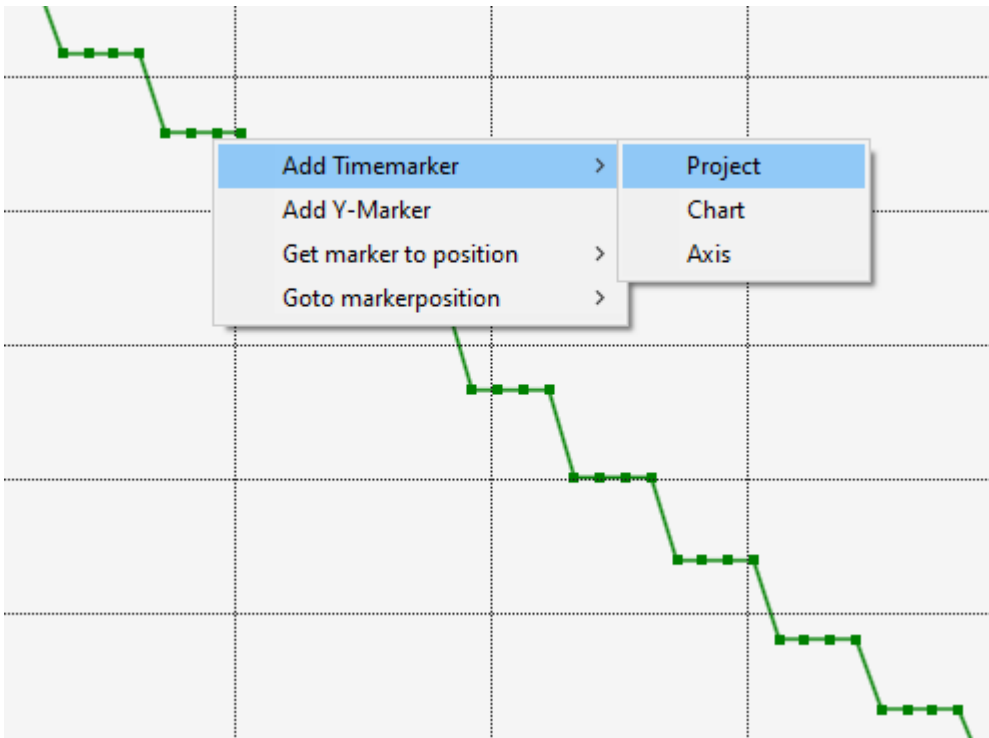 Add Timemarker
Add Y-Marker
Get marker to position
Goto markerposition
Project
Chart
Axis